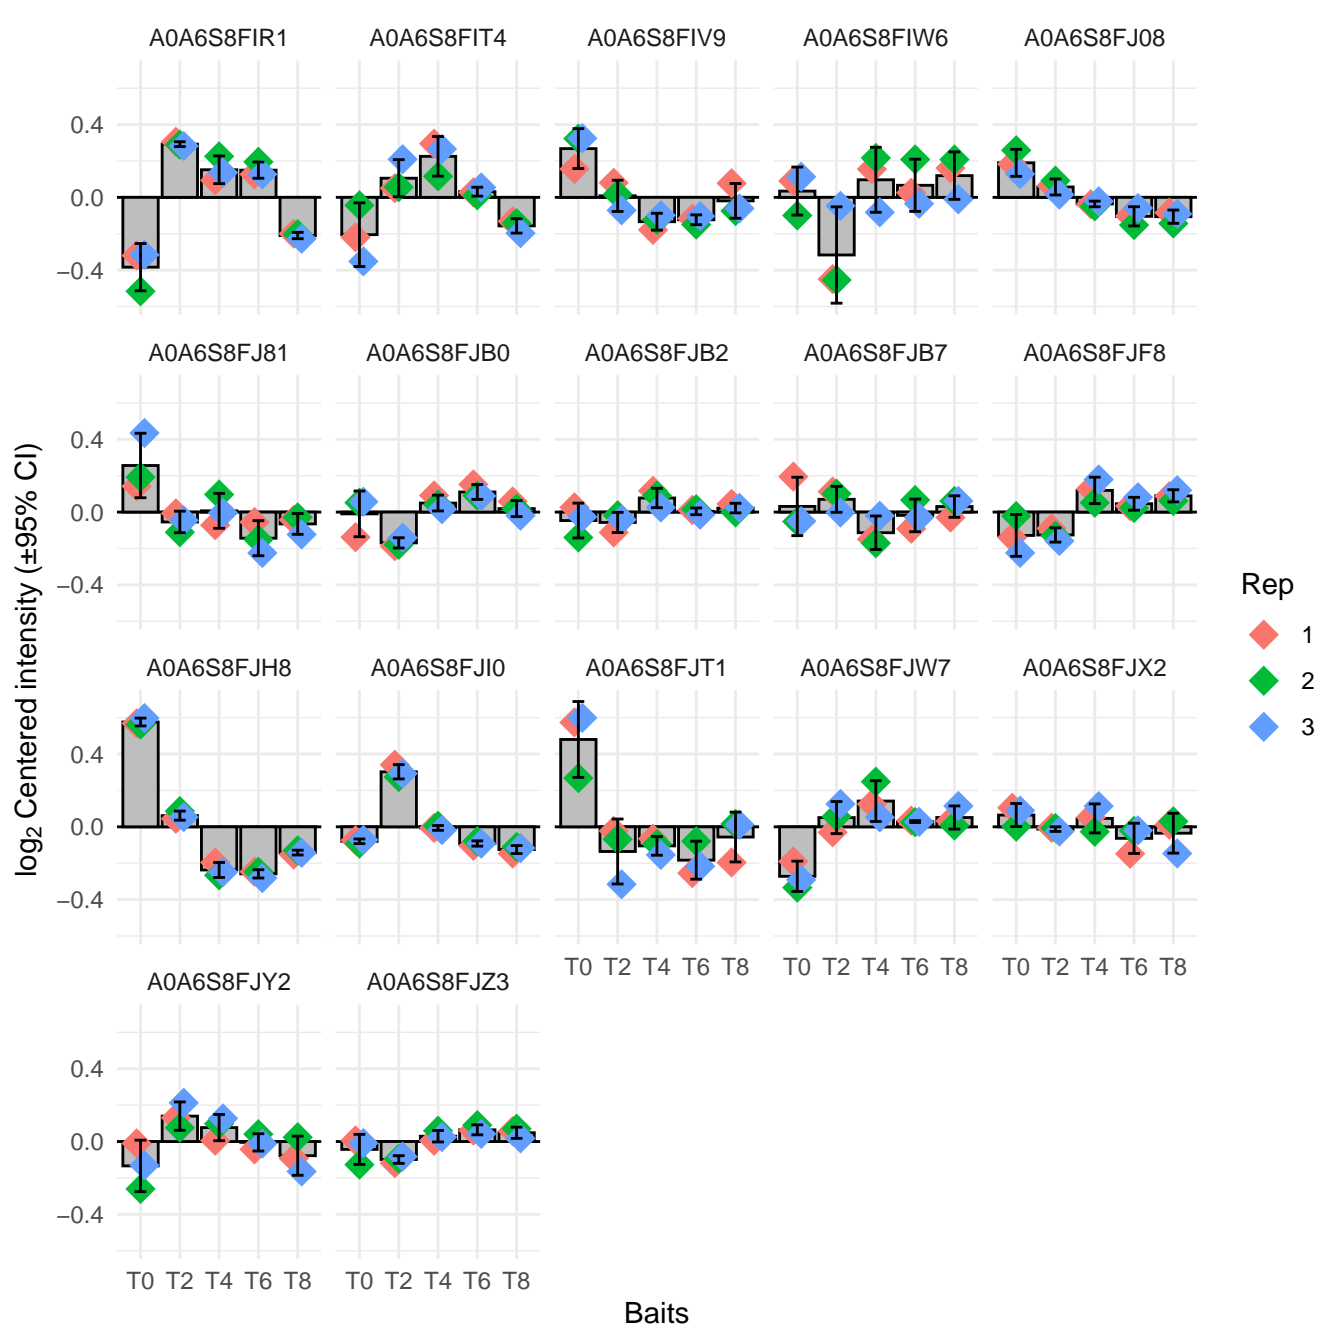 A0A6S8FIR1 A0A6S8FIT4 A0A6S8FIV9 A0A6S8FIW6 A0A6S8FJ08
0.4
0.0
−0.4
A0A6S8FJ81 A0A6S8FJB0 A0A6S8FJB2 A0A6S8FJB7 A0A6S8FJF8
0.4
0.0
−0.4
A0A6S8FJH8 A0A6S8FJI0 A0A6S8FJT1 A0A6S8FJW7 A0A6S8FJX2
0.4
0.0
−0.4
T0 T2 T4 T6 T8 T0 T2 T4 T6 T8 T0 T2 T4 T6 T8
A0A6S8FJY2 A0A6S8FJZ3
0.4
0.0
−0.4
T0 T2 T4 T6 T8 T0 T2 T4 T6 T8
Baits
log2 Centered intensity (±95% CI)
Rep
1
2
3